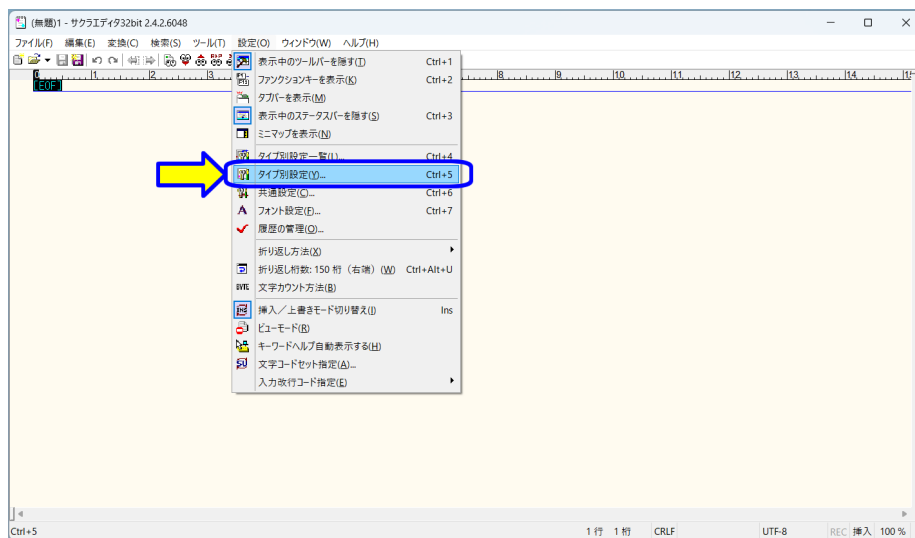 (無題)1 - サクラエディタ32bit 2.4.2.6048
ファイル(F) 編集(E) 変換(C) 検索(S) ツール(T) 設定(O) ウィンドウ(W) ヘルプ(H)
表示中のツールバーを隠す(T) Ctrl+1
0 1 2 3 8 9 10 11 12 13 14 15
[EOF]
ファンクションキーを表示(K) Ctrl+2
タブバーを表示(M)
表示中のステータスバーを隠す(S) Ctrl+3
ミニマップを表示(N)
タイプ別設定一覧(L)... Ctrl+4
タイプ別設定(Y)... Ctrl+5
共通設定(C)... Ctrl+6
フォント設定(F)... Ctrl+7
履歴の管理(O)...
折り返し方法(X)
折り返し桁数: 150 桁（右端）(W) Ctrl+Alt+U
文字カウント方法(B)
挿入／上書きモード切り替え(I) Ins
ビューモード(R)
キーワードヘルプ自動表示する(H)
文字コードセット指定(A)...
入力改行コード指定(E)
Ctrl+5 1 行 1 桁 CRLF UTF-8 REC 挿入 100 %